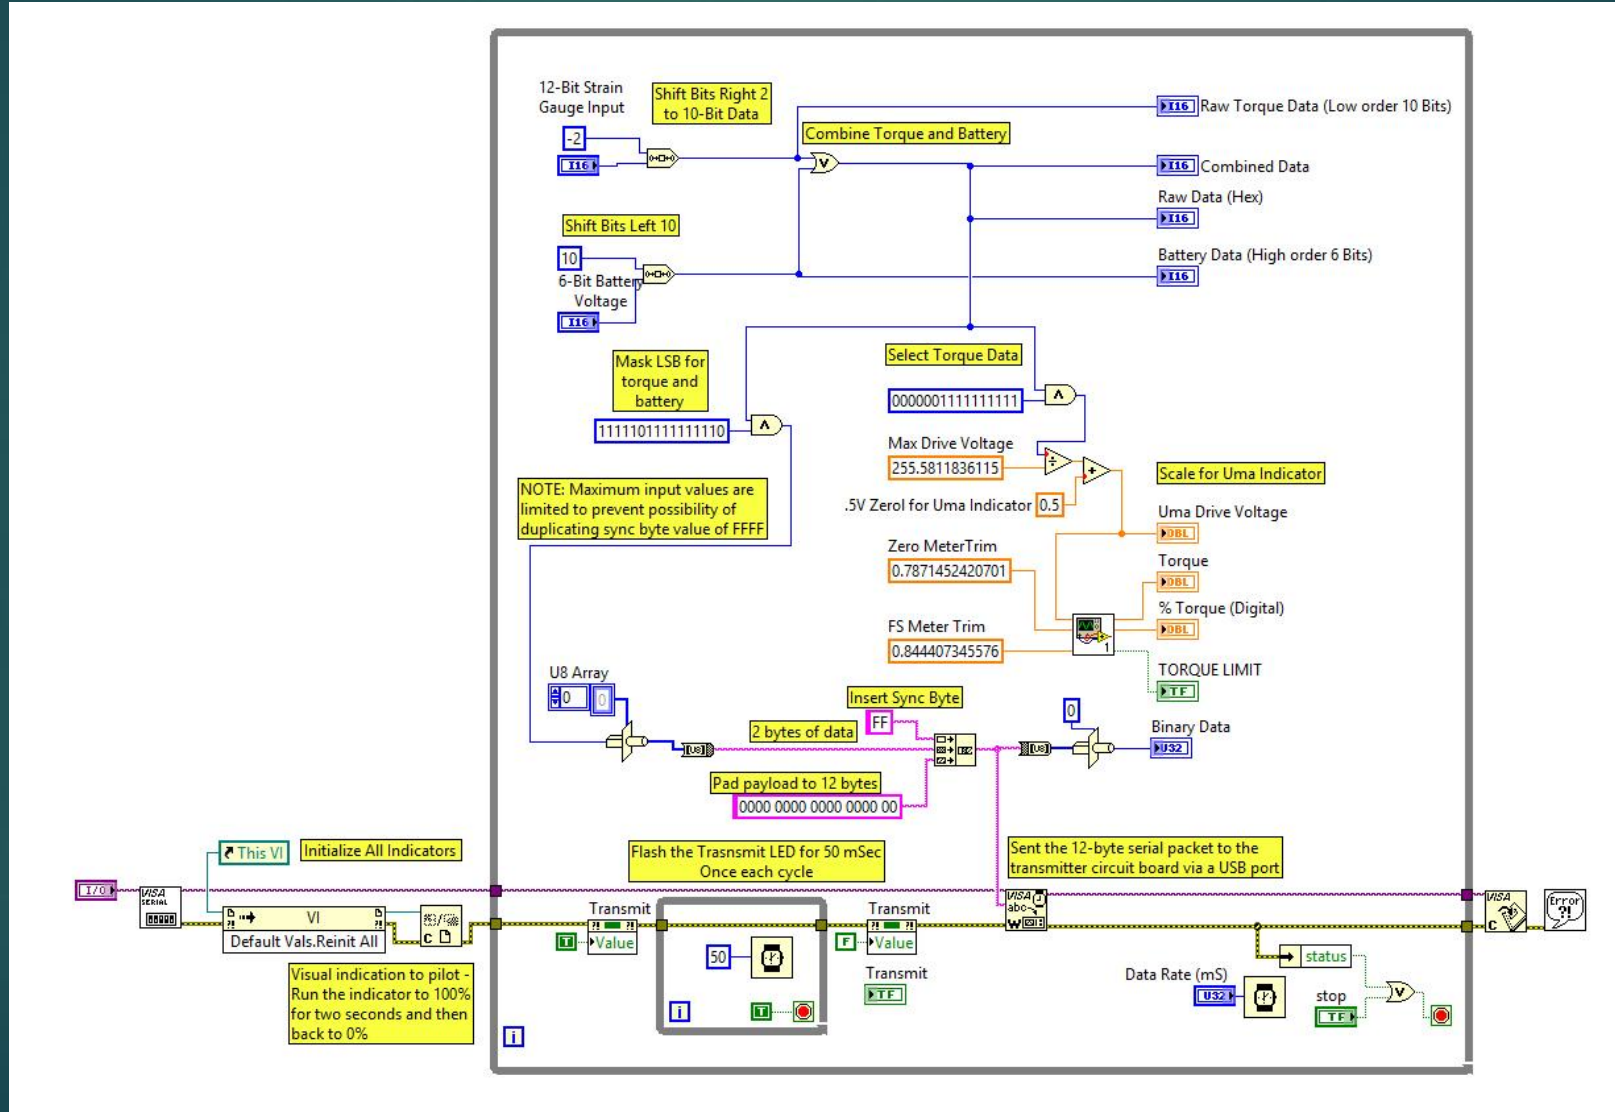 12-Bit Strain
Gauge Input
Shift Bits Right 2
to 10-Bit Data
-2
I16
I16
Raw Torque Data (Low order 10 Bits)
Combine Torque and Battery
V
I16
Combined Data
Raw Data (Hex)
I16
Shift Bits Left 10
10
6-Bit Battery
Voltage
I16
Battery Data (High order 6 Bits)
I16
Mask LSB for
torque and
battery
1111101111111110
Λ
Select Torque Data
0000001111111111
Λ
Max Drive Voltage
255.5811836115
÷
+
.5V Zerol for Uma Indicator
0.5
Scale for Uma Indicator
Uma Drive Voltage
DBL
NOTE: Maximum input values are
limited to prevent possibility of
duplicating sync byte value of FFFF
Zero MeterTrim
0.7871452420701
Torque
DBL
% Torque (Digital)
DBL
FS Meter Trim
0.844407345576
1
TORQUE LIMIT
TF
U8 Array
0
0
Insert Sync Byte
FF
2 bytes of data
[U8]
[U8]
0
Binary Data
U32
Pad payload to 12 bytes
0000 0000 0000 0000 00
This VI
Initialize All Indicators
I/O
VISA
SERIAL
VI
Default Vals.Reinit All
C
Visual indication to pilot -
Run the indicator to 100%
for two seconds and then
back to 0%
i
Flash the Trasnsmit LED for 50 mSec
Once each cycle
Transmit
T
Value
50
i
T
Transmit
F
Value
Transmit
TF
Sent the 12-byte serial packet to the
transmitter circuit board via a USB port
VISA
abc
W
status
Data Rate (mS)
U32
stop
TF
V
VISA
C
Error
?!